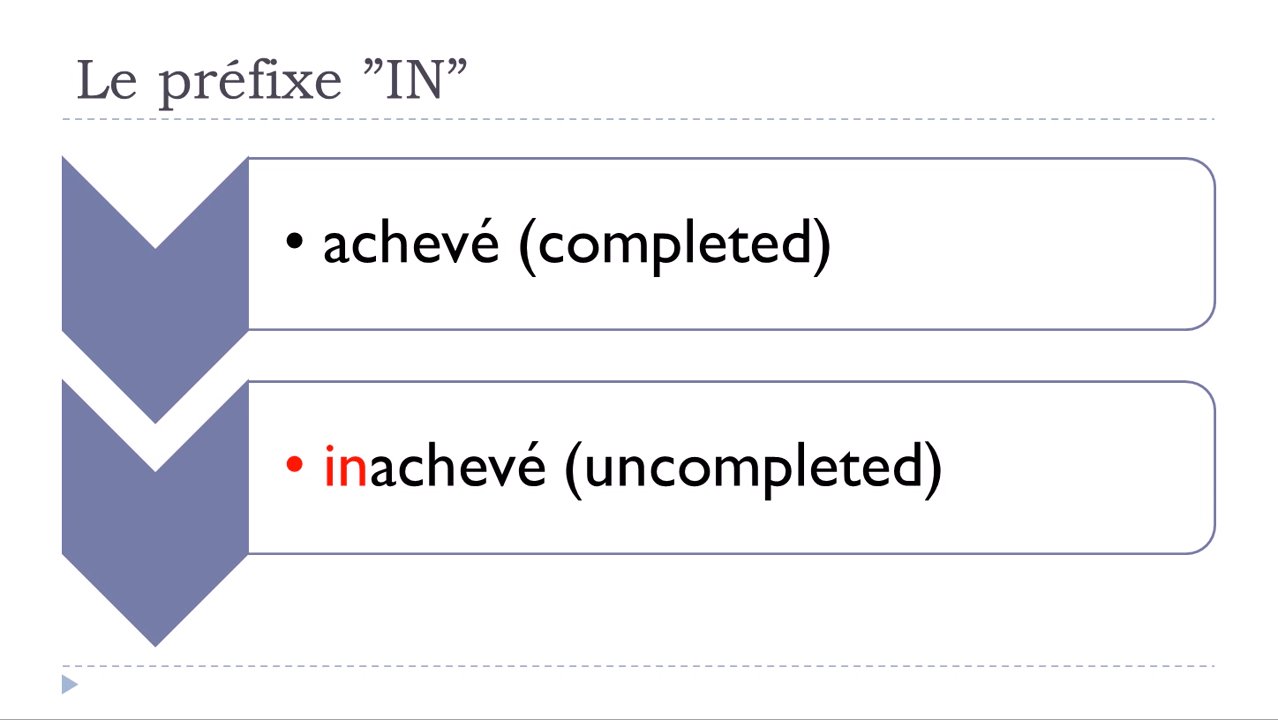 Le préfixe ”IN”
• achevé (completed)
• inachevé (uncompleted)